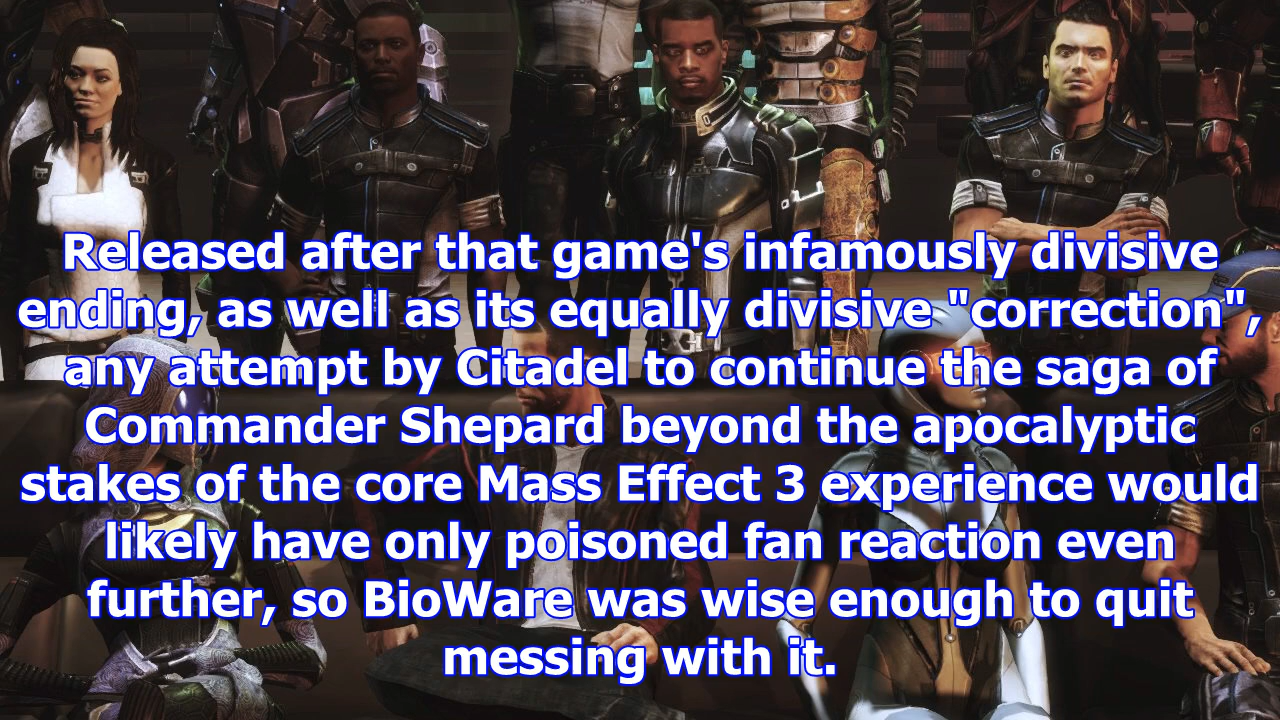 Released after that game's infamously divisive
ending, as well as its equally divisive "correction",
any attempt by Citadel to continue the saga of
Commander Shepard beyond the apocalyptic
stakes of the core Mass Effect 3 experience would
likely have only poisoned fan reaction even
further, so BioWare was wise enough to quit
messing with it.